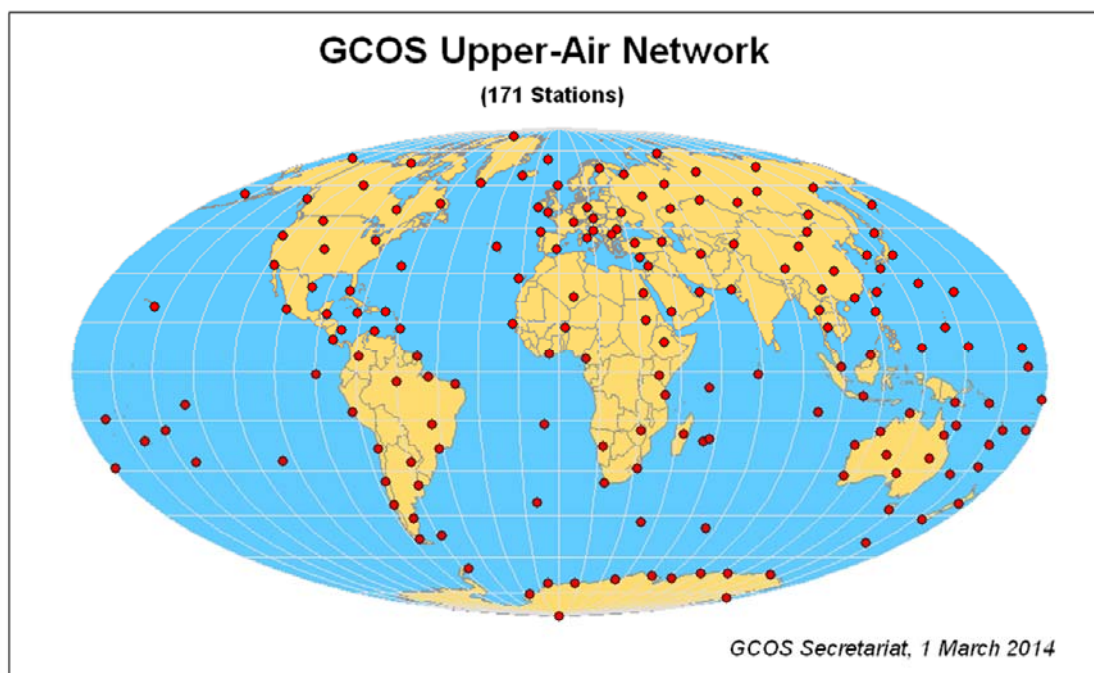 GCOS Upper-Air Network
(171 Stations)
GCOS Secretariat, 1 March 2014